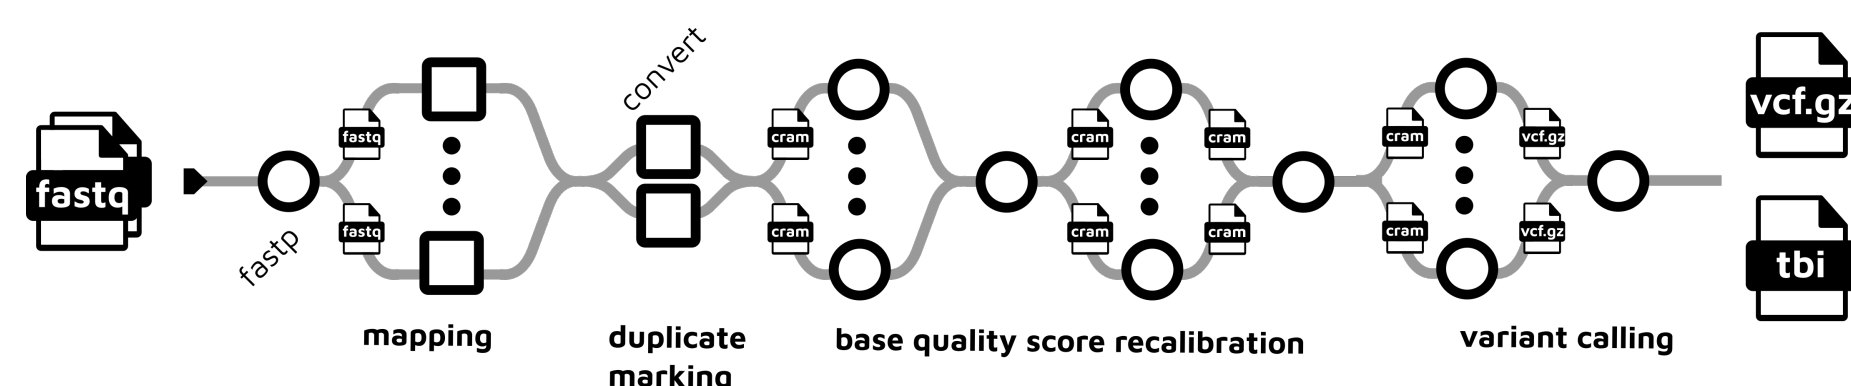 fastq
fastp
fastq
fastq
mapping
convert
duplicate
marking
cram
cram
base quality score recalibration
cram
cram
cram
cram
cram
cram
variant calling
vcf.gz
vcf.gz
vcf.gz
tbi